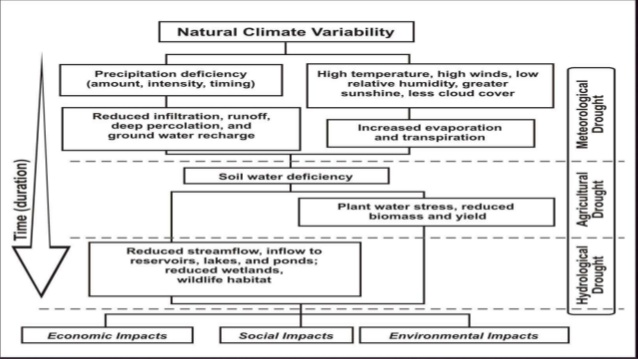 Natural Climate Variability
Precipitation deficiency
(amount, intensity, timing)
High temperature, high winds, low
relative humidity, greater
sunshine, less cloud cover
Reduced infiltration, runoff,
deep percolation, and
ground water recharge
Increased evaporation
and transpiration
Meteorological
Drought
Soil water deficiency
Plant water stress, reduced
biomass and yield
Agricultural
Drought
Time (duration)
Reduced streamflow, inflow to
reservoirs, lakes, and ponds;
reduced wetlands,
wildlife habitat
Hydrological
Drought
Economic Impacts
Social Impacts
Environmental Impacts